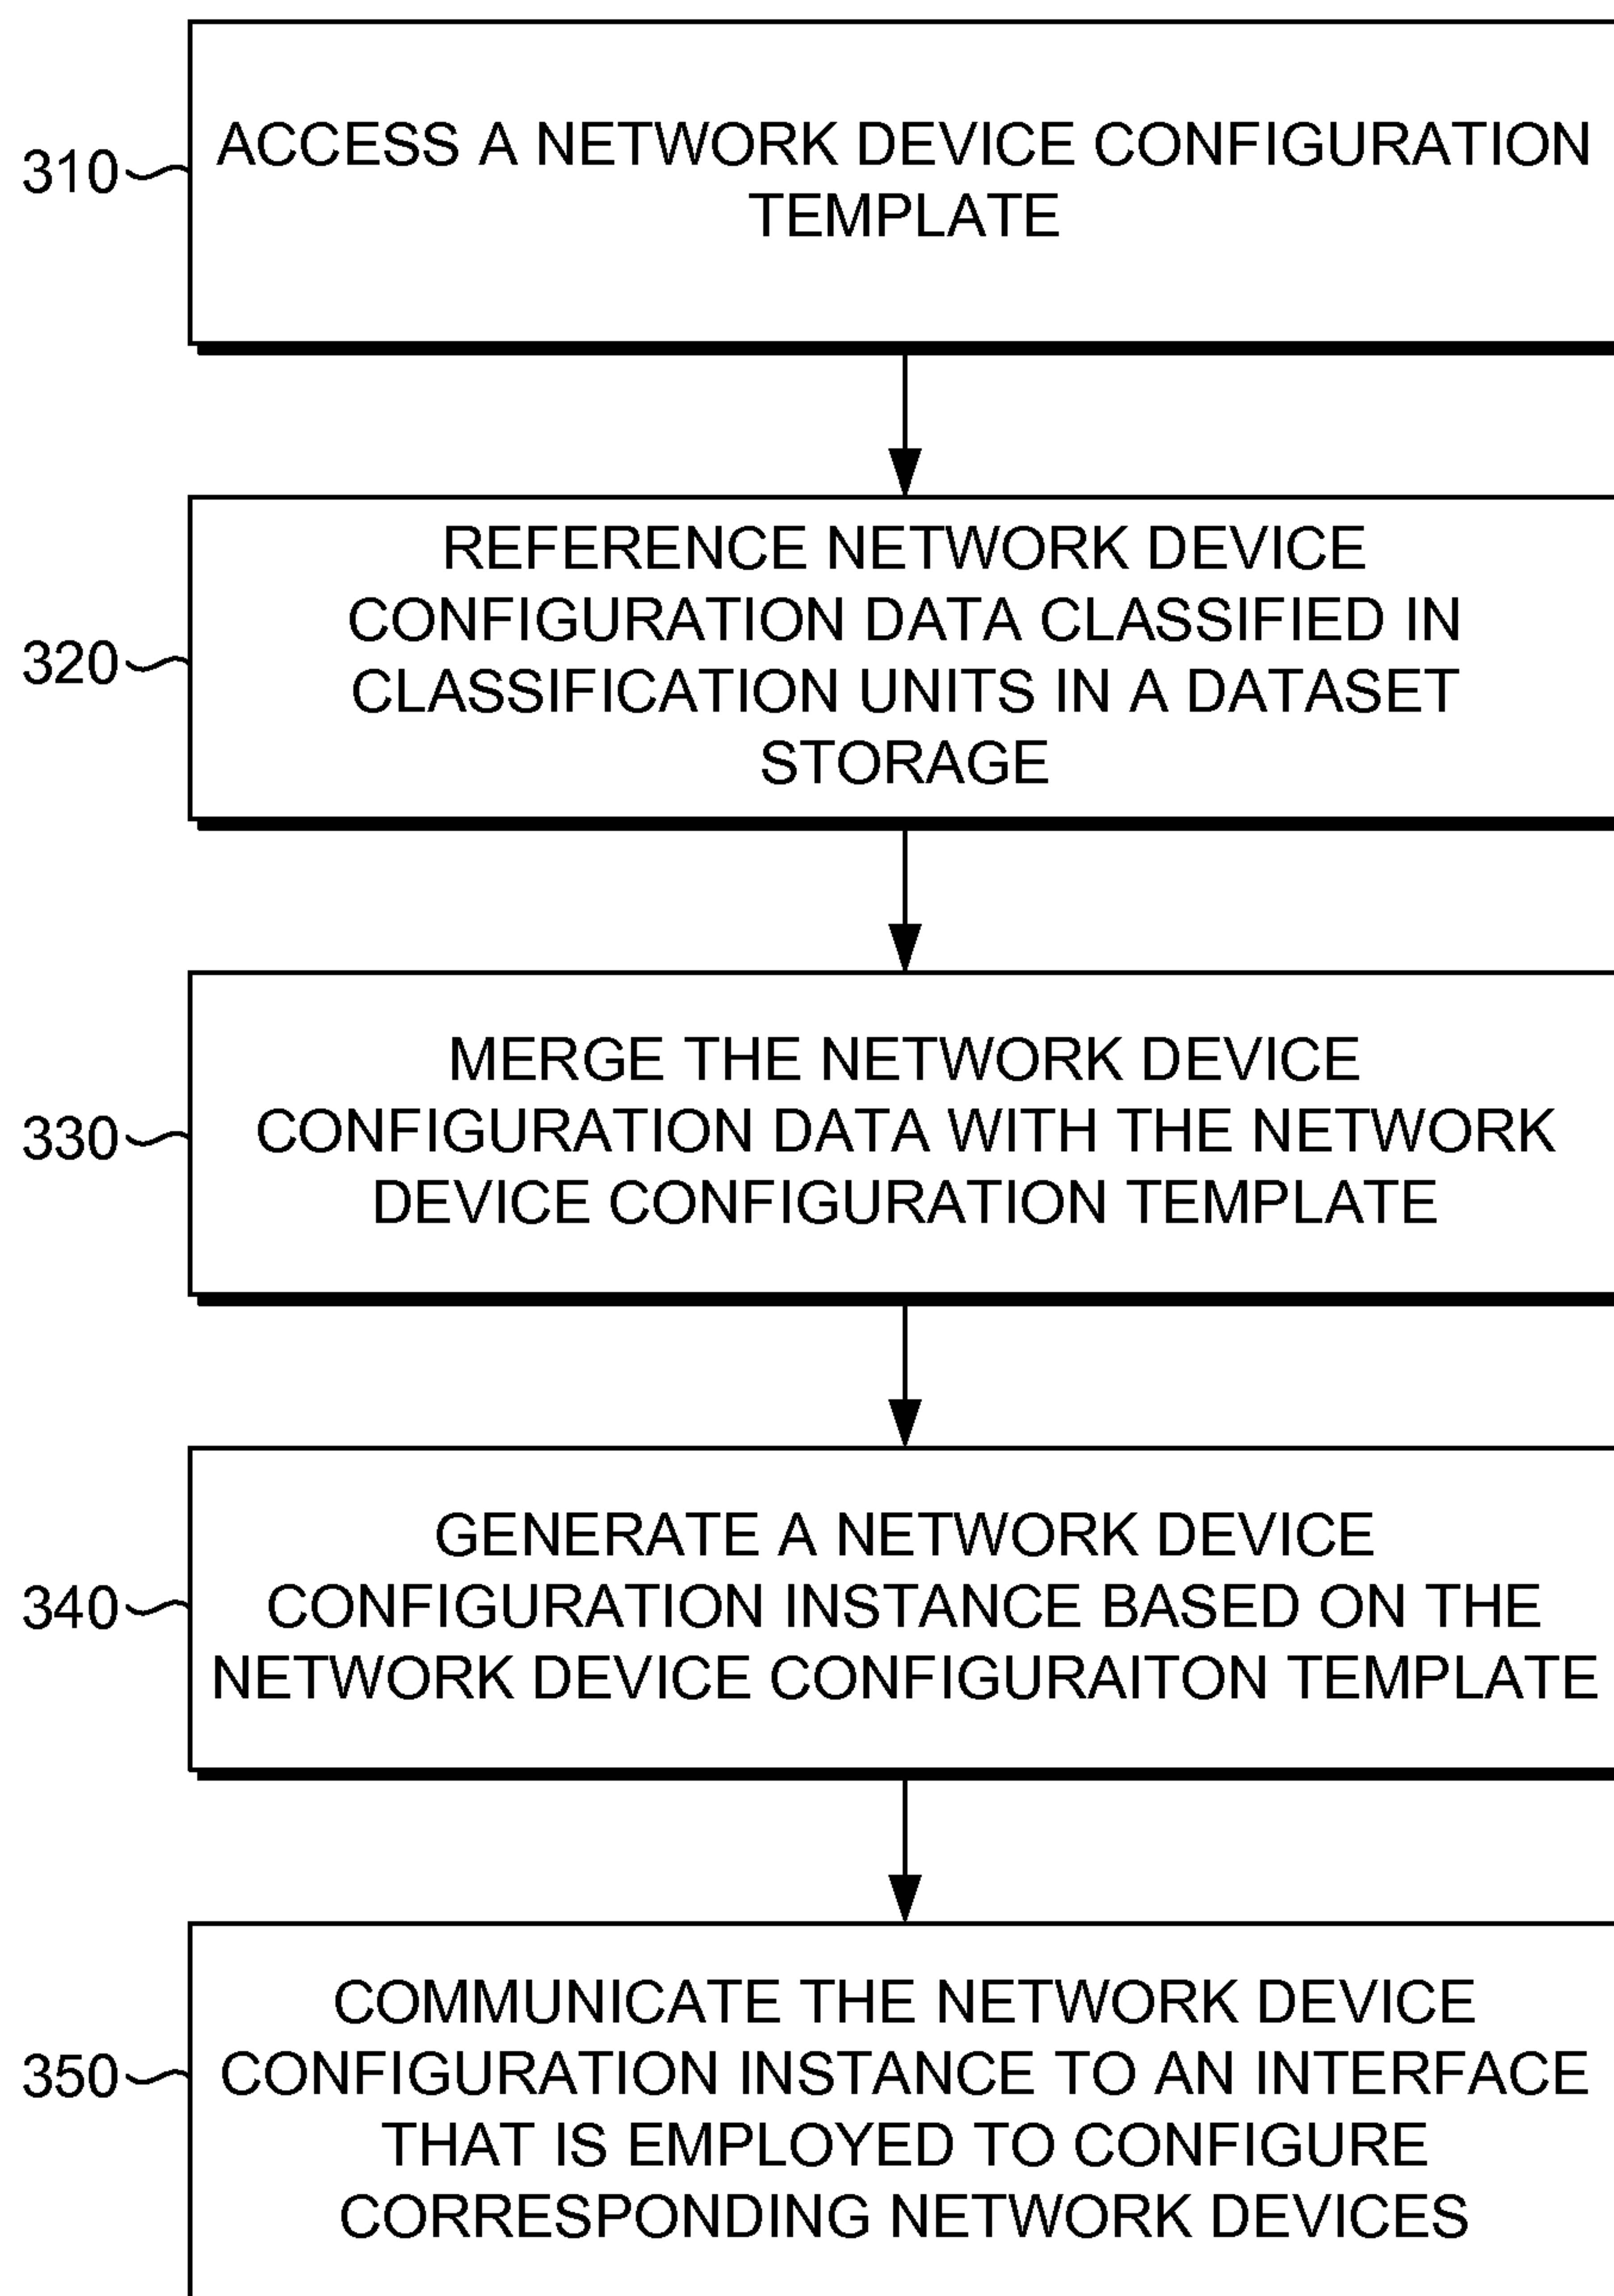 ACCESS A NETWORK DEVICE CONFIGURATION
TEMPLATE
310
REFERENCE NETWORK DEVICE
CONFIGURATION DATA CLASSIFIED IN
CLASSIFICATION UNITS IN A DATASET
STORAGE
320
MERGE THE NETWORK DEVICE
CONFIGURATION DATA WITH THE NETWORK
DEVICE CONFIGURATION TEMPLATE
330
GENERATE A NETWORK DEVICE
CONFIGURATION INSTANCE BASED ON THE
NETWORK DEVICE CONFIGURAITON TEMPLATE
340
COMMUNICATE THE NETWORK DEVICE
CONFIGURATION INSTANCE TO AN INTERFACE
THAT IS EMPLOYED TO CONFIGURE
CORRESPONDING NETWORK DEVICES
350